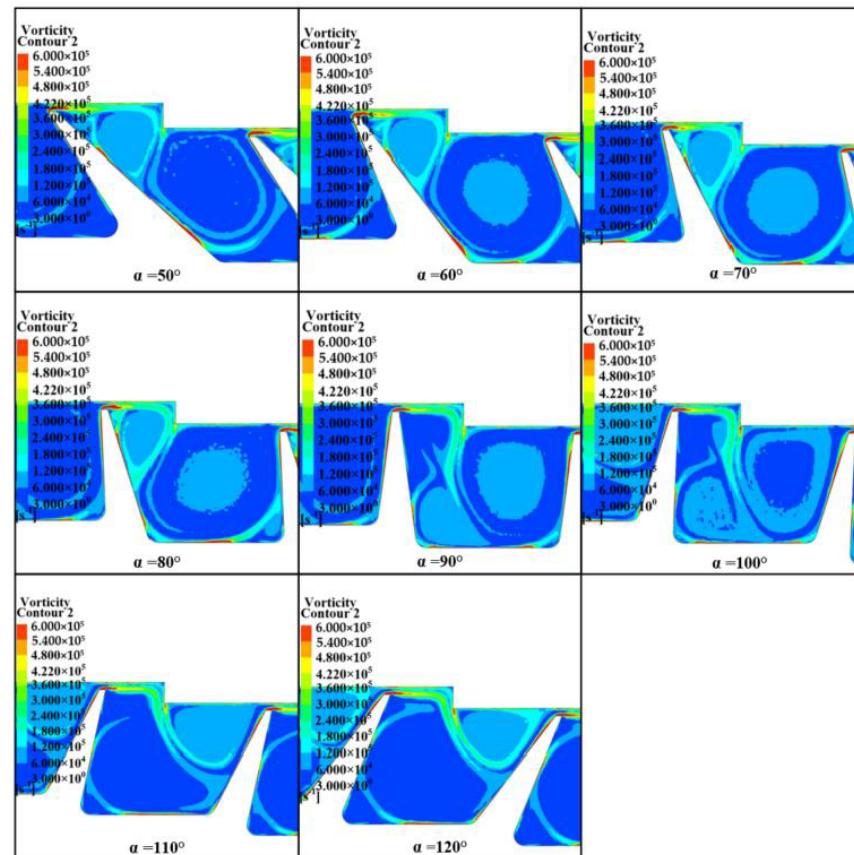 Vorticity
Contour 2
6.000×10⁵
5.400×10⁵
4.800×10⁵
4.220×10⁵
3.600×10⁵
3.000×10⁵
2.400×10⁵
1.800×10⁵
1.200×10⁵
6.000×10⁴
3.000×10⁰
[s⁻¹]
α =50°
Vorticity
Contour 2
6.000×10⁵
5.400×10⁵
4.800×10⁵
4.220×10⁵
3.600×10⁵
3.000×10⁵
2.400×10⁵
1.800×10⁵
1.200×10⁵
6.000×10⁴
3.000×10⁰
[s⁻¹]
α =60°
Vorticity
Contour 2
6.000×10⁵
5.400×10⁵
4.800×10⁵
4.220×10⁵
3.600×10⁵
3.000×10⁵
2.400×10⁵
1.800×10⁵
1.200×10⁵
6.000×10⁴
3.000×10⁰
[s⁻¹]
α =70°
Vorticity
Contour 2
6.000×10⁵
5.400×10⁵
4.800×10⁵
4.220×10⁵
3.600×10⁵
3.000×10⁵
2.400×10⁵
1.800×10⁵
1.200×10⁵
6.000×10⁴
3.000×10⁰
[s⁻¹]
α =80°
Vorticity
Contour 2
6.000×10⁵
5.400×10⁵
4.800×10⁵
4.220×10⁵
3.600×10⁵
3.000×10⁵
2.400×10⁵
1.800×10⁵
1.200×10⁵
6.000×10⁴
3.000×10⁰
[s⁻¹]
α =90°
Vorticity
Contour 2
6.000×10⁵
5.400×10⁵
4.800×10⁵
4.220×10⁵
3.600×10⁵
3.000×10⁵
2.400×10⁵
1.800×10⁵
1.200×10⁵
6.000×10⁴
3.000×10⁰
[s⁻¹]
α =100°
Vorticity
Contour 2
6.000×10⁵
5.400×10⁵
4.800×10⁵
4.220×10⁵
3.600×10⁵
3.000×10⁵
2.400×10⁵
1.800×10⁵
1.200×10⁵
6.000×10⁴
3.000×10⁰
[s⁻¹]
α =110°
Vorticity
Contour 2
6.000×10⁵
5.400×10⁵
4.800×10⁵
4.220×10⁵
3.600×10⁵
3.000×10⁵
2.400×10⁵
1.800×10⁵
1.200×10⁵
6.000×10⁴
3.000×10⁰
[s⁻¹]
α =120°